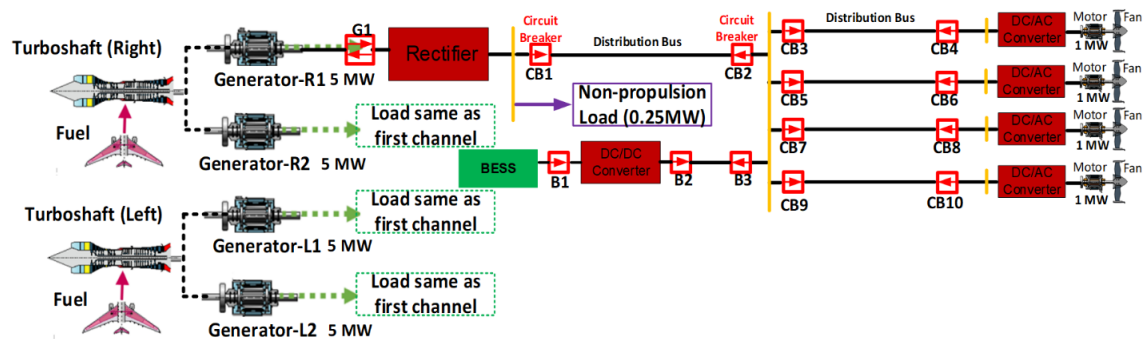 Turboshaft (Right)
Fuel
Generator-R1 5 MW
Generator-R2 5 MW
G1
Rectifier
Circuit
Breaker
CB1
Distribution Bus
Circuit
Breaker
CB2
Non-propulsion
Load (0.25MW)
Load same as
first channel
BESS
B1
DC/DC
Converter
B2
B3
Distribution Bus
CB3
CB4
DC/AC
Converter
Motor
1 MW
Fan
CB5
CB6
DC/AC
Converter
Motor
1 MW
Fan
CB7
CB8
DC/AC
Converter
Motor
1 MW
Fan
CB9
CB10
DC/AC
Converter
Motor
1 MW
Fan
Turboshaft (Left)
Fuel
Generator-L1 5 MW
Load same as
first channel
Generator-L2 5 MW
Load same as
first channel